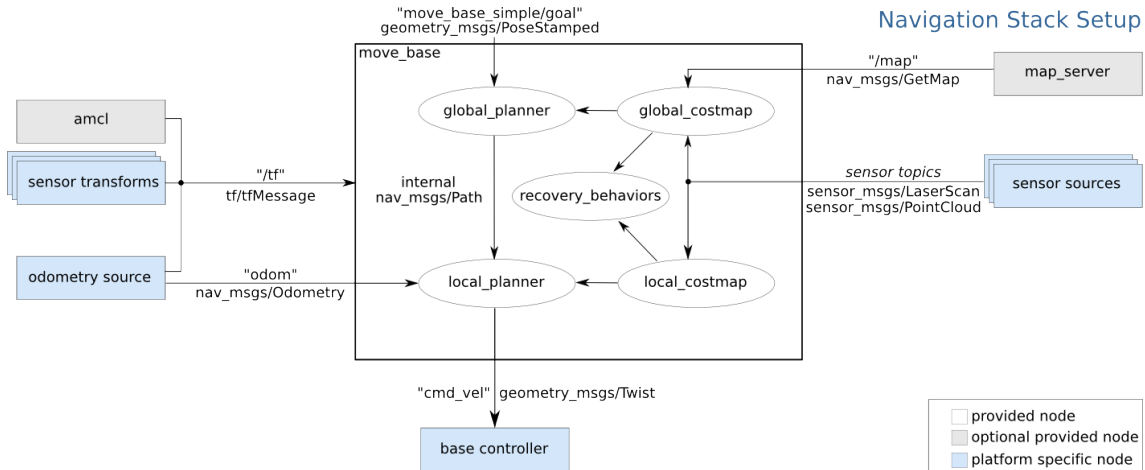 Navigation Stack Setup
"move_base_simple/goal"
geometry_msgs/PoseStamped
move_base
"/map"
nav_msgs/GetMap
map_server
global_planner
global_costmap
amcl
sensor transforms
"/tf"
tf/tfMessage
internal
nav_msgs/Path
recovery_behaviors
sensor topics
sensor_msgs/LaserScan
sensor_msgs/PointCloud
sensor sources
odometry source
"odom"
nav_msgs/Odometry
local_planner
local_costmap
"cmd_vel"
geometry_msgs/Twist
base controller
provided node
optional provided node
platform specific node